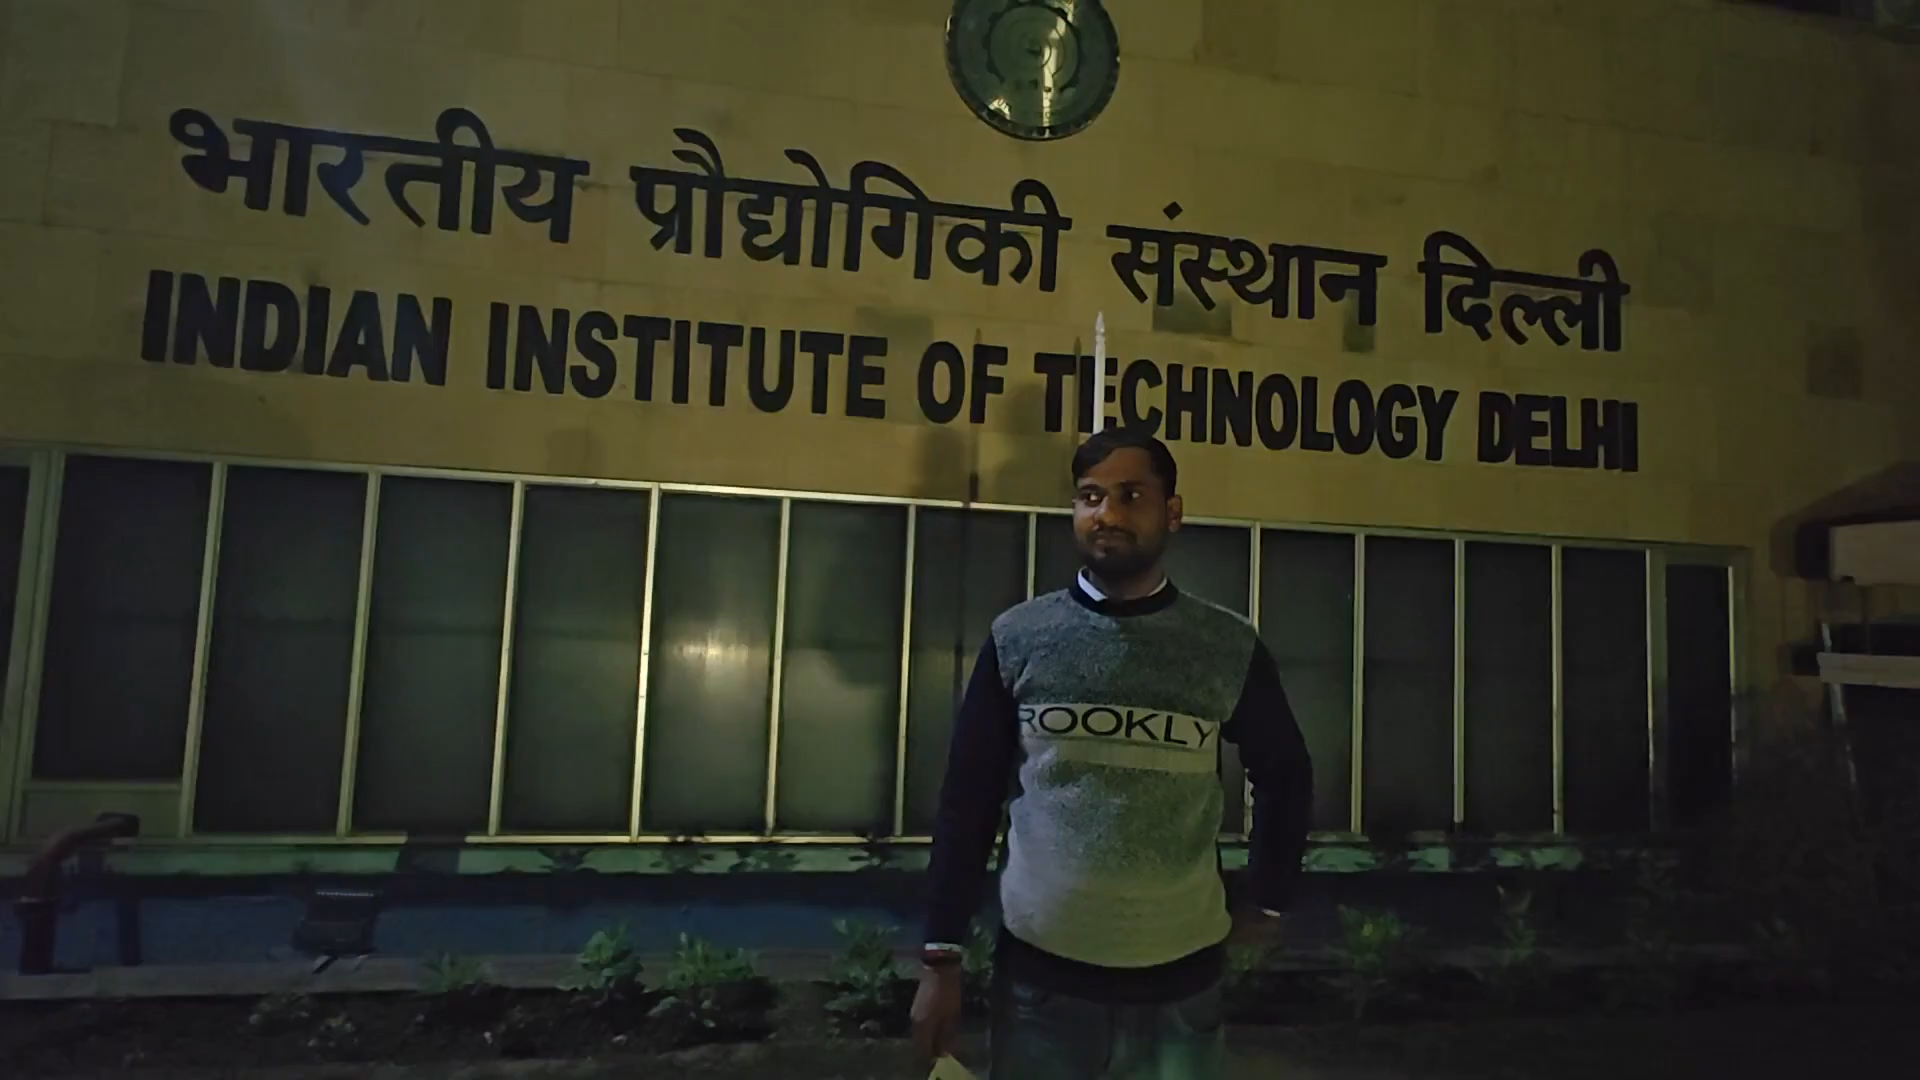 भारतीय प्रौद्योगिकी संस्थान दिल्ली
INDIAN INSTITUTE OF TECHNOLOGY DELHI
ROOKLY